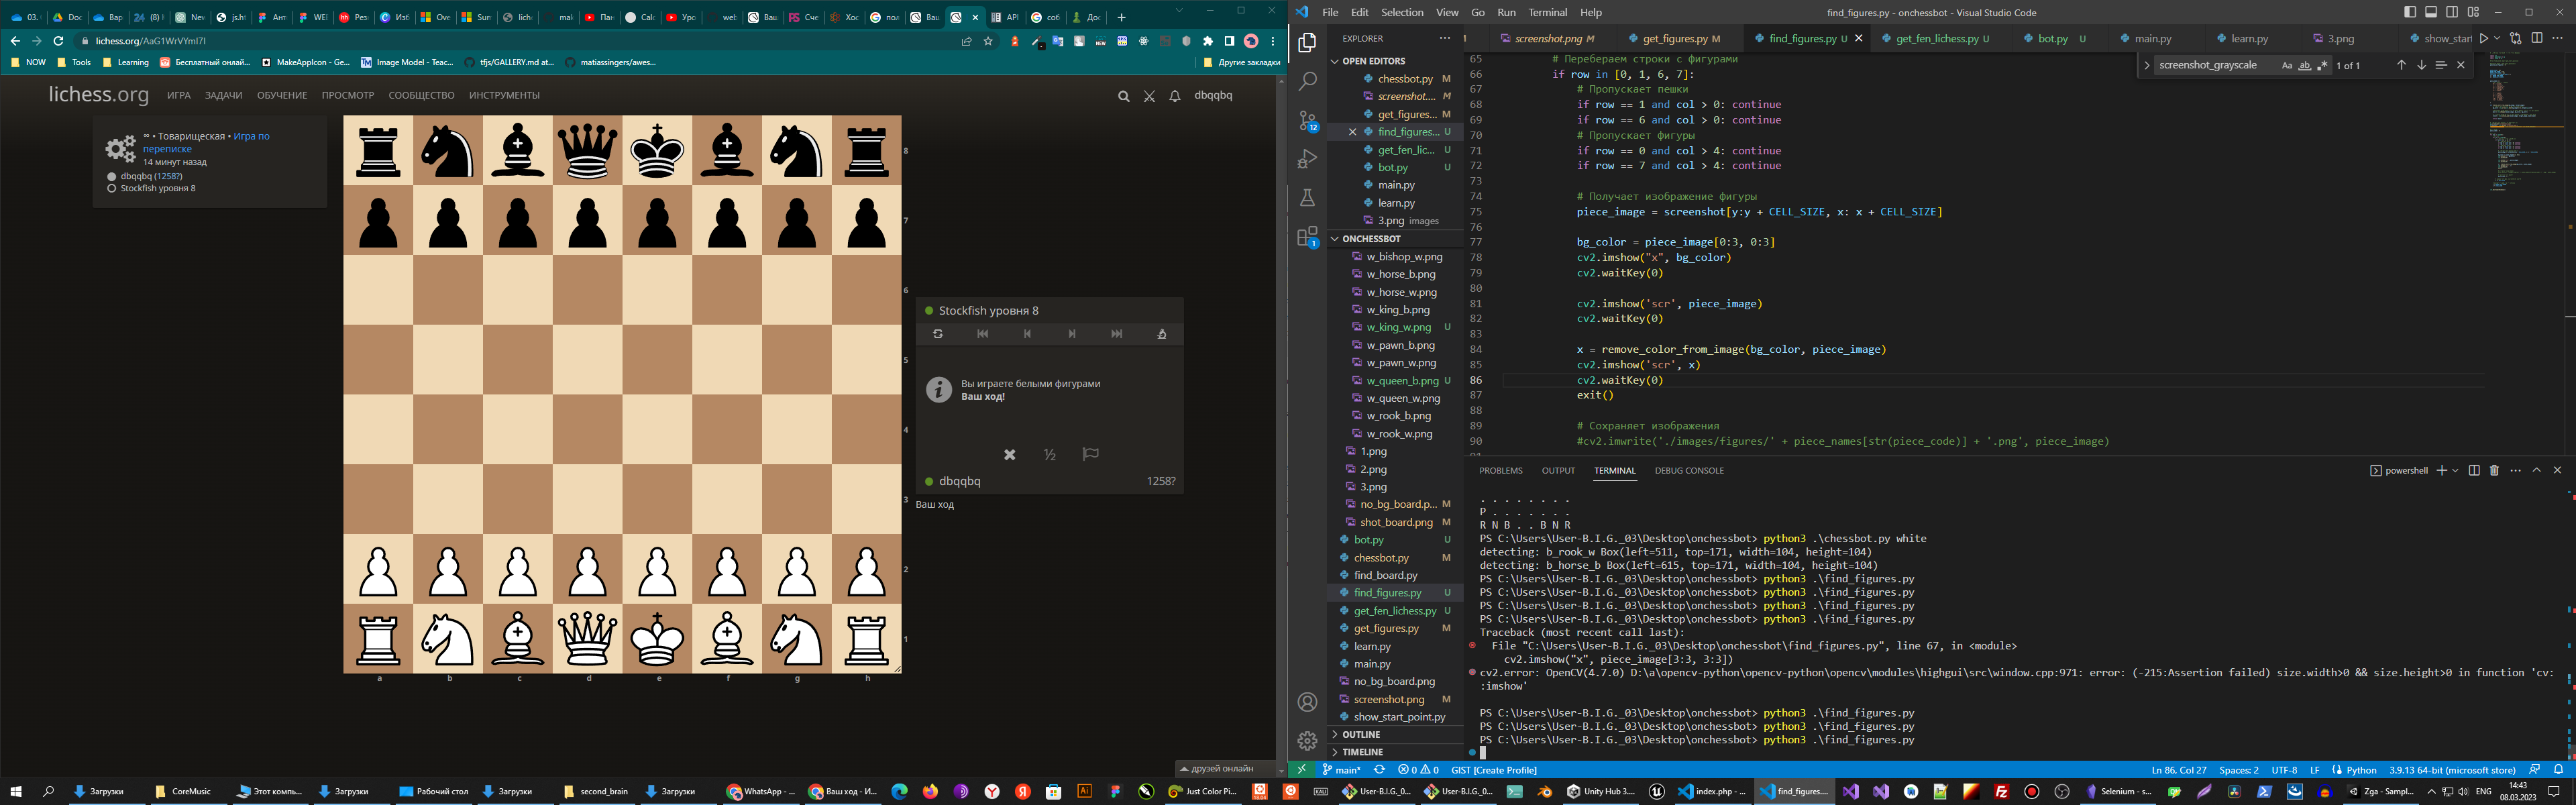 03.
Doc
Вар
24 (8)
Nev
js.ht
Ант
WEI
Рез
Изб
Ove
Sun
lich
mai
Пан
Calc
Уро
web
Ваш
Сче
Хос
пол
Ваш
API
соб
Дос
lichess.org/AaG1WrVYml7l
NOW
Tools
Learning
Бесплатный онлай...
MakeAppIcon - Ge...
Image Model - Teac...
tfjs/GALLERY.md at...
matiassingers/awes...
Другие закладки
lichess.org
ИГРА
ЗАДАЧИ
ОБУЧЕНИЕ
ПРОСМОТР
СООБЩЕСТВО
ИНСТРУМЕНТЫ
dbqqbq
∞ • Товарищеская • Игра по
переписке
14 минут назад
dbqqbq (1258?)
Stockfish уровня 8
8
7
6
5
4
3
2
1
a b c d e f g h
Stockfish уровня 8
Вы играете белыми фигурами
Ваш ход!
½
dbqqbq 1258?
Ваш ход
друзей онлайн
File Edit Selection View Go Run Terminal Help
find_figures.py - onchessbot - Visual Studio Code
EXPLORER
OPEN EDITORS
chessbot.py M
screenshot.... M
get_figures... M
find_figures... U
get_fen_lic... U
bot.py U
main.py
learn.py
3.png images
ONCHESSBOT
w_bishop_w.png
w_horse_b.png
w_horse_w.png
w_king_b.png
w_king_w.png U
w_pawn_b.png
w_pawn_w.png
w_queen_b.png U
w_queen_w.png
w_rook_b.png
w_rook_w.png
1.png
2.png
3.png
no_bg_board.p... M
shot_board.png M
bot.py U
chessbot.py M
find_board.py
find_figures.py U
get_fen_lichess.py U
get_figures.py M
learn.py
main.py
no_bg_board.png
screenshot.png M
show_start_point.py
OUTLINE
TIMELINE
12
1
screenshot.png M
get_figures.py M
find_figures.py U
get_fen_lichess.py U
bot.py U
main.py
learn.py
3.png
show_start
screenshot_grayscale
1 of 1
65 # Перебераем строки с фигурами
66 if row in [0, 1, 6, 7]:
67 # Пропускает пешки
68 if row == 1 and col > 0: continue
69 if row == 6 and col > 0: continue
70 # Пропускает фигуры
71 if row == 0 and col > 4: continue
72 if row == 7 and col > 4: continue
73
74 # Получает изображение фигуры
75 piece_image = screenshot[y:y + CELL_SIZE, x: x + CELL_SIZE]
76
77 bg_color = piece_image[0:3, 0:3]
78 cv2.imshow("x", bg_color)
79 cv2.waitKey(0)
80
81 cv2.imshow('scr', piece_image)
82 cv2.waitKey(0)
83
84 x = remove_color_from_image(bg_color, piece_image)
85 cv2.imshow('scr', x)
86 cv2.waitKey(0)
87 exit()
88
89 # Сохраняет изображения
90 #cv2.imwrite('./images/figures/' + piece_names[str(piece_code)] + '.png', piece_image)
PROBLEMS OUTPUT TERMINAL DEBUG CONSOLE
powershell
. . . . . . . .
P . . . . . . .
R N B . . B N R
PS C:\Users\User-B.I.G._03\Desktop\onchessbot> python3 .\chessbot.py white
detecting: b_rook_w Box(left=511, top=171, width=104, height=104)
detecting: b_horse_b Box(left=615, top=171, width=104, height=104)
PS C:\Users\User-B.I.G._03\Desktop\onchessbot> python3 .\find_figures.py
PS C:\Users\User-B.I.G._03\Desktop\onchessbot> python3 .\find_figures.py
PS C:\Users\User-B.I.G._03\Desktop\onchessbot> python3 .\find_figures.py
PS C:\Users\User-B.I.G._03\Desktop\onchessbot> python3 .\find_figures.py
Traceback (most recent call last):
File "C:\Users\User-B.I.G._03\Desktop\onchessbot\find_figures.py", line 67, in <module>
cv2.imshow("x", piece_image[3:3, 3:3])
cv2.error: OpenCV(4.7.0) D:\a\opencv-python\opencv-python\opencv\modules\highgui\src\window.cpp:971: error: (-215:Assertion failed) size.width>0 && size.height>0 in function 'cv:
:imshow'
PS C:\Users\User-B.I.G._03\Desktop\onchessbot> python3 .\find_figures.py
PS C:\Users\User-B.I.G._03\Desktop\onchessbot> python3 .\find_figures.py
PS C:\Users\User-B.I.G._03\Desktop\onchessbot> python3 .\find_figures.py
main*
0 0
GIST [Create Profile]
Ln 86, Col 27
Spaces: 2
UTF-8
LF
Python
3.9.13 64-bit (microsoft store)
Загрузки
CoreMusic
Этот компь...
Загрузки
Рабочий стол
Загрузки
second_brain
Загрузки
WhatsApp - ...
Ваш ход - И...
Just Color Pi...
User-B.I.G._0...
User-B.I.G._0...
Unity Hub 3....
index.php - ...
find_figures....
Selenium - s...
Zga - Sampl...
ENG
14:43
08.03.2023